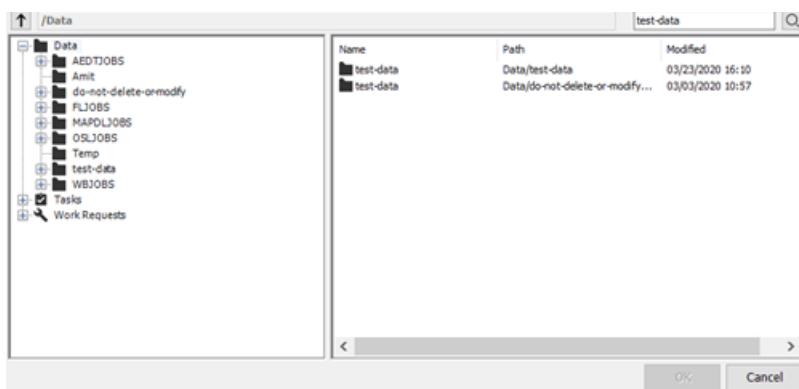 /Data
test-data
Data
AEDTJOBS
Amit
do-not-delete-or-modify
FLJOBS
MAPDLJOBS
OSLJOBS
Temp
test-data
WBJOBS
Tasks
Work Requests
Name Path Modified
test-data Data/test-data 03/23/2020 16:10
test-data Data/do-not-delete-or-modify... 03/03/2020 10:57
OK Cancel